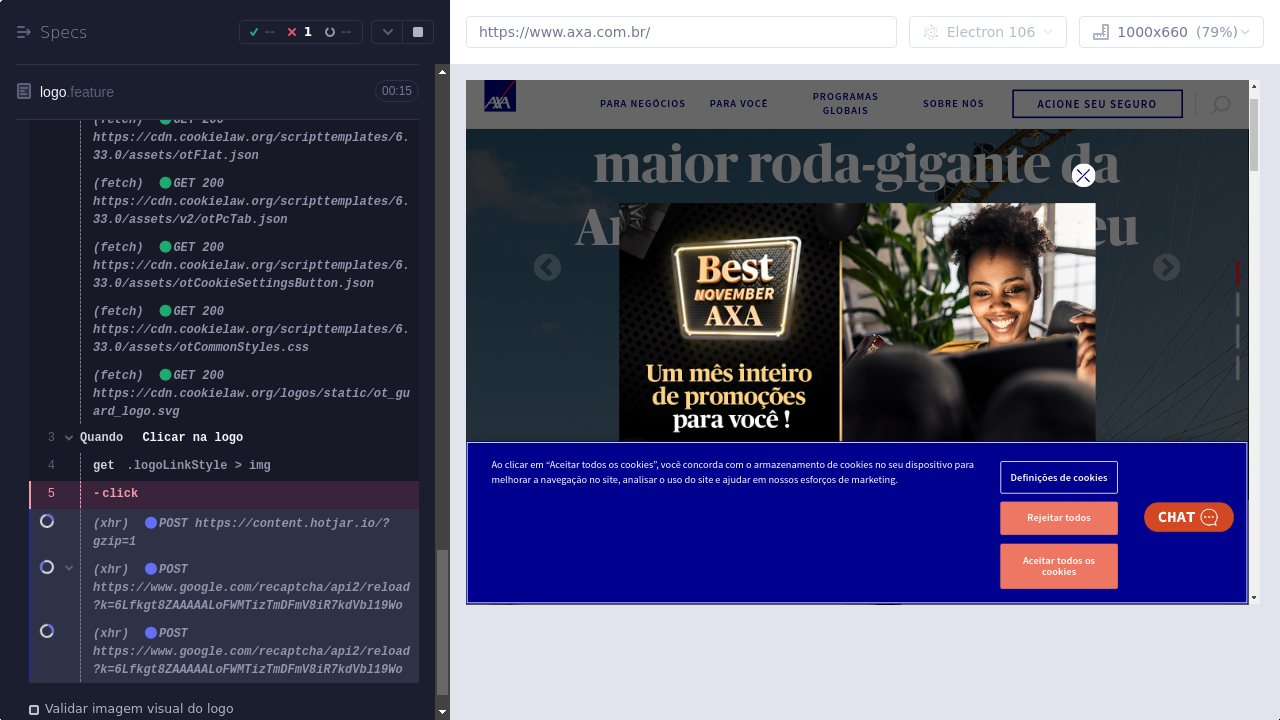 Specs
-- 1 --
https://www.axa.com.br/
Electron 106
1000x660 (79%)
logo.feature
00:15
(fetch) GET 200
https://cdn.cookielaw.org/scripttemplates/6.
33.0/assets/otFlat.json
(fetch) GET 200
https://cdn.cookielaw.org/scripttemplates/6.
33.0/assets/v2/otPcTab.json
(fetch) GET 200
https://cdn.cookielaw.org/scripttemplates/6.
33.0/assets/otCookieSettingsButton.json
(fetch) GET 200
https://cdn.cookielaw.org/scripttemplates/6.
33.0/assets/otCommonStyles.css
(fetch) GET 200
https://cdn.cookielaw.org/logos/static/ot_gu
ard_logo.svg
3 Quando Clicar na logo
4 get .logoLinkStyle > img
5 -click
(xhr) POST https://content.hotjar.io/?
gzip=1
(xhr) POST
https://www.google.com/recaptcha/api2/reload
?k=6Lfkgt8ZAAAAALoFWMTizTmDFmV8iR7kdVbl19Wo
(xhr) POST
https://www.google.com/recaptcha/api2/reload
?k=6Lfkgt8ZAAAAALoFWMTizTmDFmV8iR7kdVbl19Wo
Validar imagem visual do logo
AXA
PARA NEGÓCIOS
PARA VOCÊ
PROGRAMAS
GLOBAIS
SOBRE NÓS
ACIONE SEU SEGURO
maior roda-gigante da
Best
NOVEMBER
AXA
Um mês inteiro
de promoções
para você !
Ao clicar em “Aceitar todos os cookies”, você concorda com o armazenamento de cookies no seu dispositivo para
melhorar a navegação no site, analisar o uso do site e ajudar em nossos esforços de marketing.
Definições de cookies
Rejeitar todos
Aceitar todos os
cookies
CHAT